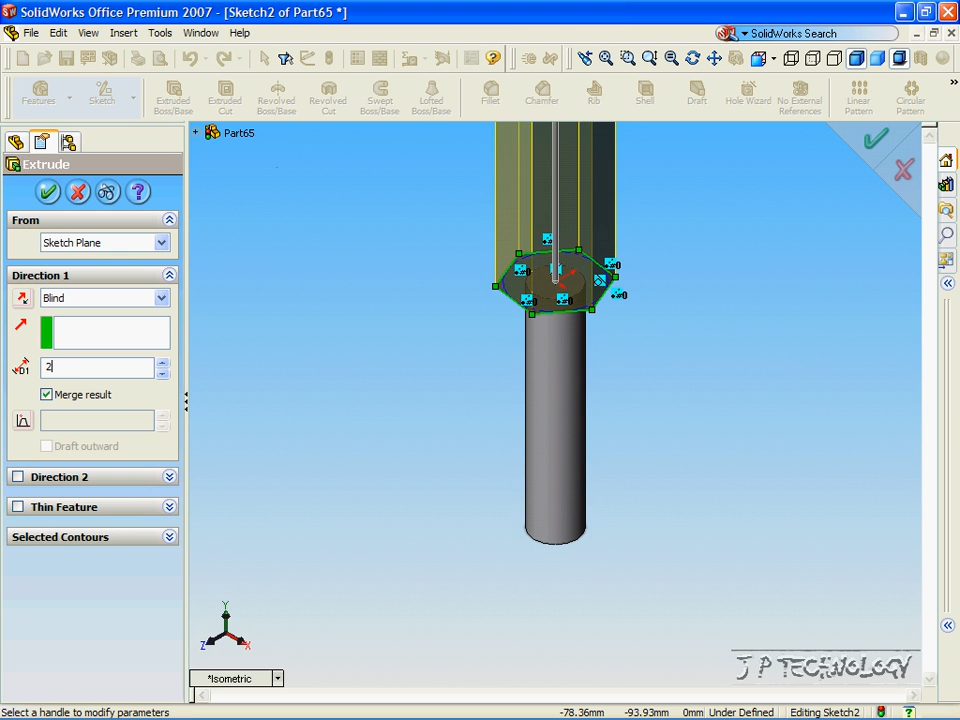 SolidWorks Office Premium 2007 - [Sketch2 of Part65 *]
File Edit View Insert Tools Window Help
SolidWorks Search
Features Sketch Extruded Boss/Base Extruded Cut Revolved Boss/Base Revolved Cut Swept Boss/Base Lofted Boss/Base Fillet Chamfer Rib Shell Draft Hole Wizard No External References Linear Pattern Circular Pattern
Part65
Extrude
From
Sketch Plane
Direction 1
Blind
D1
2
Merge result
Draft outward
Direction 2
Thin Feature
Selected Contours
Y
Z X
*Isometric
J P TECHNOLOGY
Select a handle to modify parameters
-78.36mm -93.93mm 0mm Under Defined Editing Sketch2